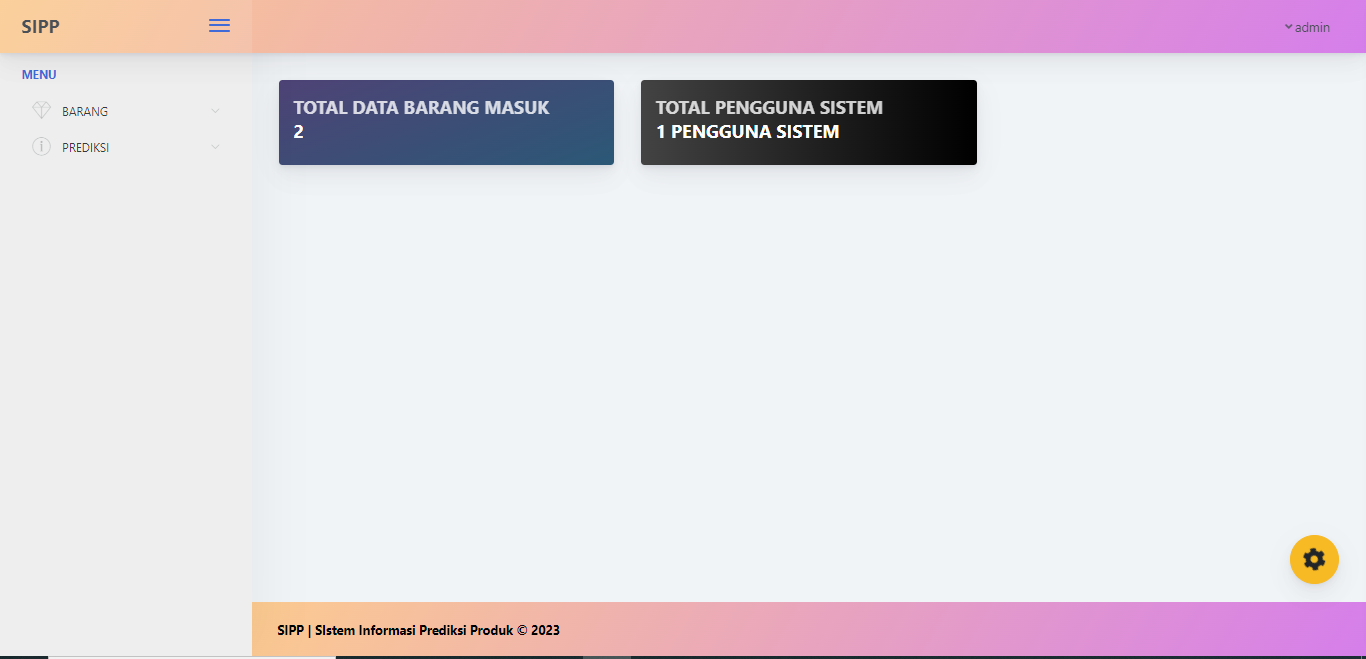 SIPP
admin
MENU
BARANG
PREDIKSI
TOTAL DATA BARANG MASUK
2
TOTAL PENGGUNA SISTEM
1 PENGGUNA SISTEM
SIPP | SIstem Informasi Prediksi Produk © 2023